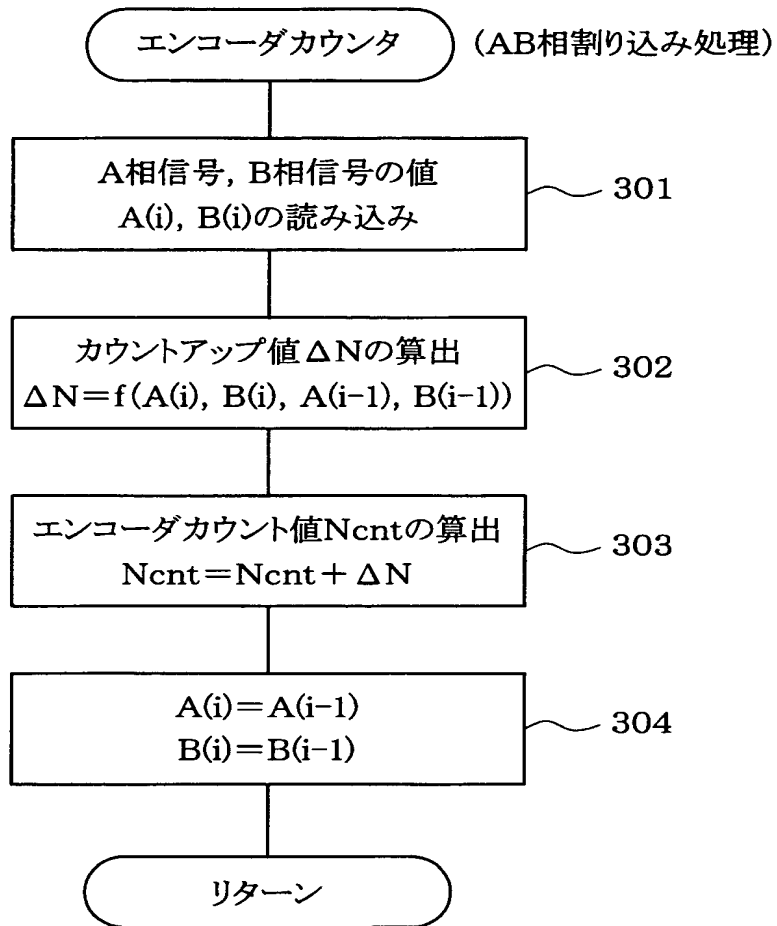 エンコーダカウンタ (AB相割り込み処理)
A相信号, B相信号の値
A(i), B(i)の読み込み
301
カウントアップ値ΔNの算出
ΔN=f(A(i), B(i), A(i-1), B(i-1))
302
エンコーダカウント値Ncntの算出
Ncnt=Ncnt+ΔN
303
A(i)=A(i-1)
B(i)=B(i-1)
304
リターン